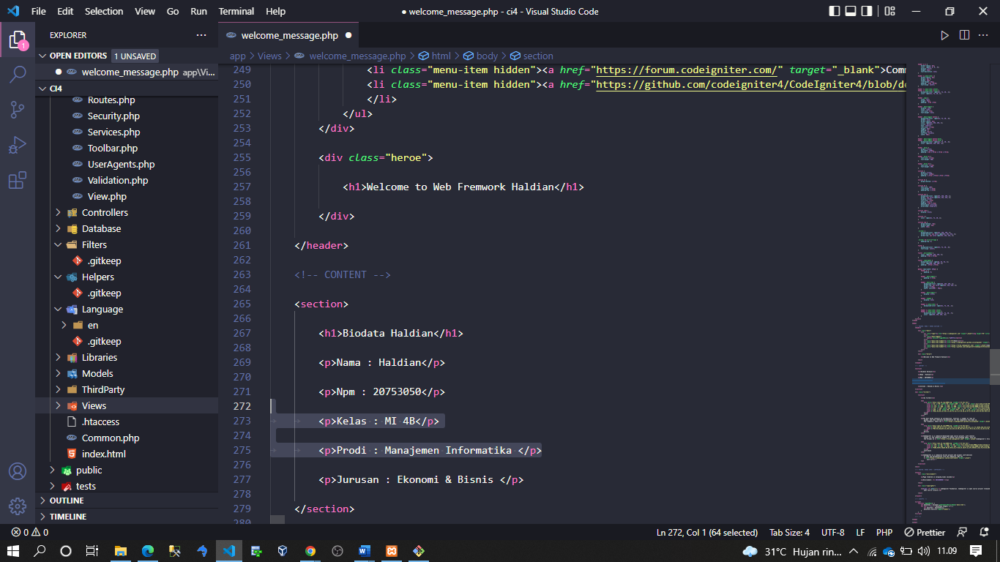 File Edit Selection View Go Run Terminal Help
● welcome_message.php - ci4 - Visual Studio Code
EXPLORER
OPEN EDITORS 1 UNSAVED
welcome_message.php app\Vi...
CI4
Routes.php
Security.php
Services.php
Toolbar.php
UserAgents.php
Validation.php
View.php
Controllers
Database
Filters
.gitkeep
Helpers
.gitkeep
Language
en
.gitkeep
Libraries
Models
ThirdParty
Views
.htaccess
Common.php
index.html
public
tests
OUTLINE
TIMELINE
1
welcome_message.php
app > Views > welcome_message.php > html > body > section
249 <li class="menu-item hidden"><a href="https://forum.codeigniter.com/" target="_blank">Com
250 <li class="menu-item hidden"><a href="https://github.com/codeigniter4/CodeIgniter4/blob/d
251 </li>
252 </ul>
253 </div>
254
255 <div class="heroe">
256
257 <h1>Welcome to Web Fremwork Haldian</h1>
258
259 </div>
260
261 </header>
262
263 <!-- CONTENT -->
264
265 <section>
266
267 <h1>Biodata Haldian</h1>
268
269 <p>Nama : Haldian</p>
270
271 <p>Npm : 20753050</p>
272
273 <p>Kelas : MI 4B</p>
274
275 <p>Prodi : Manajemen Informatika </p>
276
277 <p>Jurusan : Ekonomi & Bisnis </p>
278
279 </section>
280
0 0
Ln 272, Col 1 (64 selected) Tab Size: 4 UTF-8 LF PHP Prettier
31°C Hujan rin... 11.09